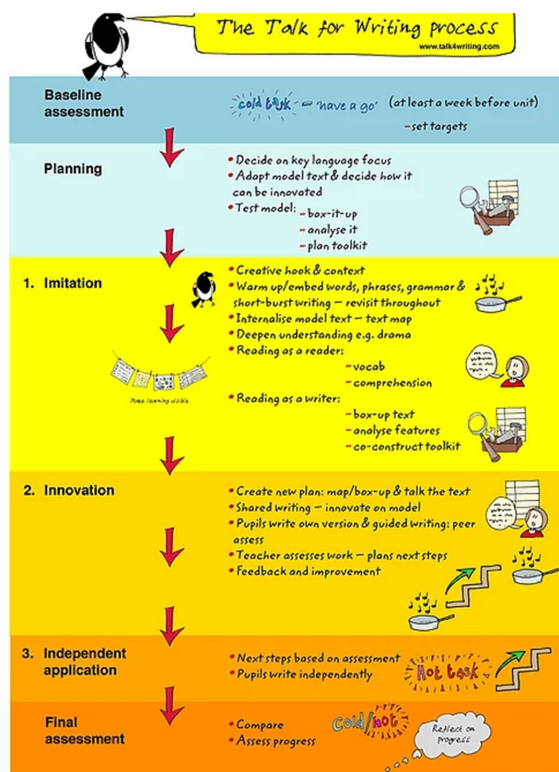 The Talk for Writing process
www.talk4writing.com
Baseline
assessment
cold task – 'have a go' (at least a week before unit)
– set targets
Planning
• Decide on key language focus
• Adapt model text & decide how it
can be innovated
• Test model:
– box-it-up
– analyse it
– plan toolkit
1. Imitation
• Creative hook & context
• Warm up/embed words, phrases, grammar &
short-burst writing – revisit throughout
• Internalise model text – text map
• Deepen understanding e.g. drama
• Reading as a reader:
– vocab
– comprehension
Make learning visible
• Reading as a writer:
– box-up text
– analyse features
– co-construct toolkit
2. Innovation
• Create new plan: map/box-up & talk the text
• Shared writing – innovate on model
• Pupils write own version & guided writing: peer
assess
• Teacher assesses work – plans next steps
• Feedback and improvement
3. Independent
application
• Next steps based on assessment
• Pupils write independently
Hot task
Final
assessment
• Compare
• Assess progress
Cold/hot
Reflect on
progress